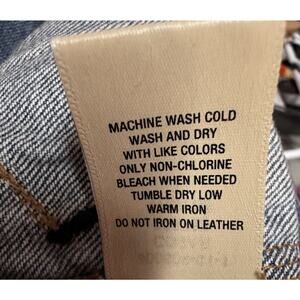 MACHINE WASH COLD
WASH AND DRY
WITH LIKE COLORS
ONLY NON-CHLORINE
BLEACH WHEN NEEDED
TUMBLE DRY LOW
WARM IRON
DO NOT IRON ON LEATHER